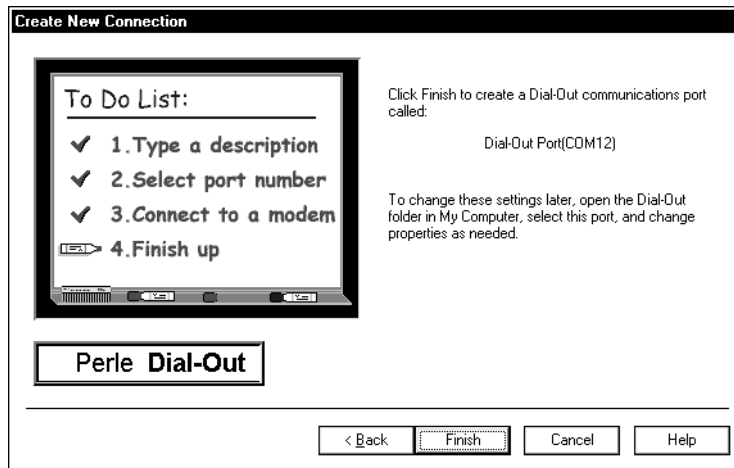 Create New Connection
To Do List:
1.Type a description
2.Select port number
3.Connect to a modem
4.Finish up
Perle Dial-Out
Click Finish to create a Dial-Out communications port
called:
Dial-Out Port(COM12)
To change these settings later, open the Dial-Out
folder in My Computer, select this port, and change
properties as needed.
< Back
Finish
Cancel
Help